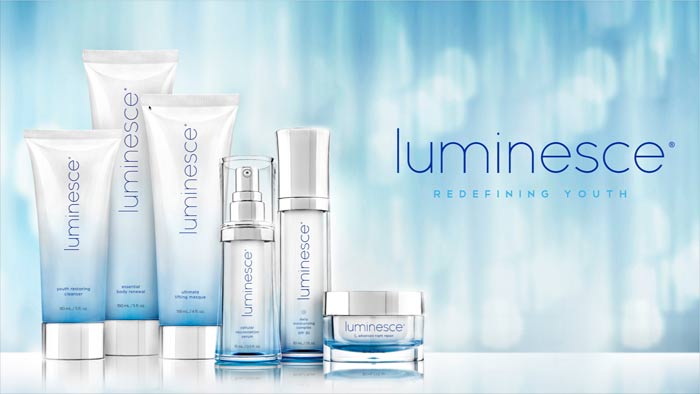 luminesce®
REDEFINING YOUTH
luminesce®
youth restoring
cleanser
luminesce®
essential
body renewal
luminesce®
ultimate
lifting masque
luminesce®
cellular
rejuvenation
serum
luminesce®
daily
moisturizing
complex
luminesce®
advanced night repair